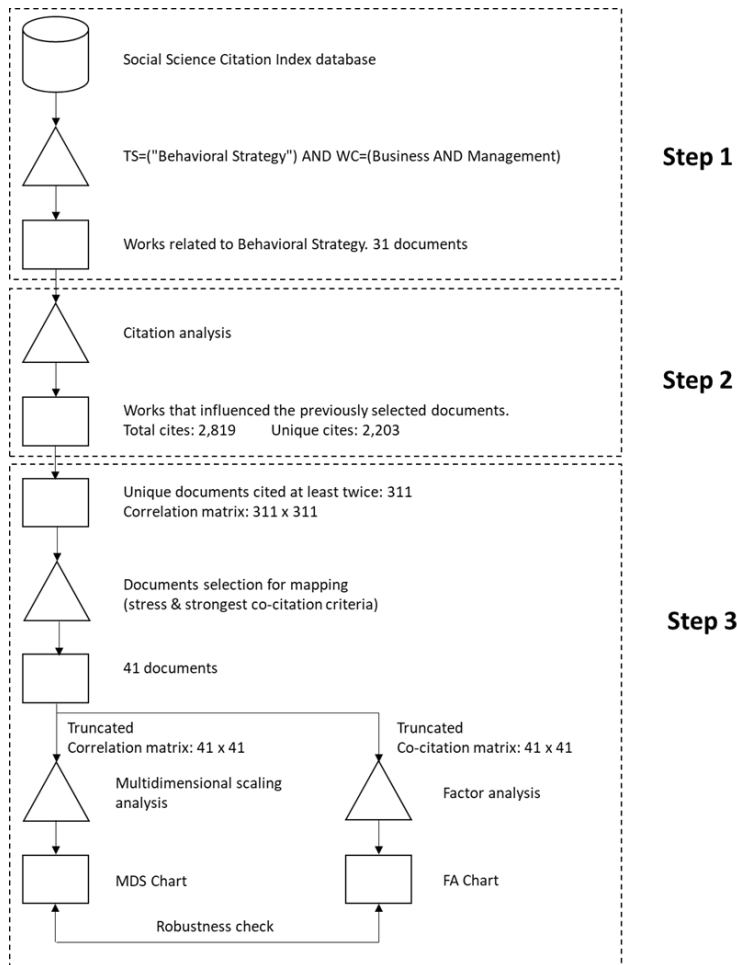 Social Science Citation Index database
TS=("Behavioral Strategy") AND WC=(Business AND Management)
Step 1
Works related to Behavioral Strategy. 31 documents
Citation analysis
Step 2
Works that influenced the previously selected documents.
Total cites: 2,819 Unique cites: 2,203
Unique documents cited at least twice: 311
Correlation matrix: 311 x 311
Documents selection for mapping
(stress & strongest co-citation criteria)
Step 3
41 documents
Truncated
Correlation matrix: 41 x 41
Truncated
Co-citation matrix: 41 x 41
Multidimensional scaling
analysis
Factor analysis
MDS Chart
FA Chart
Robustness check